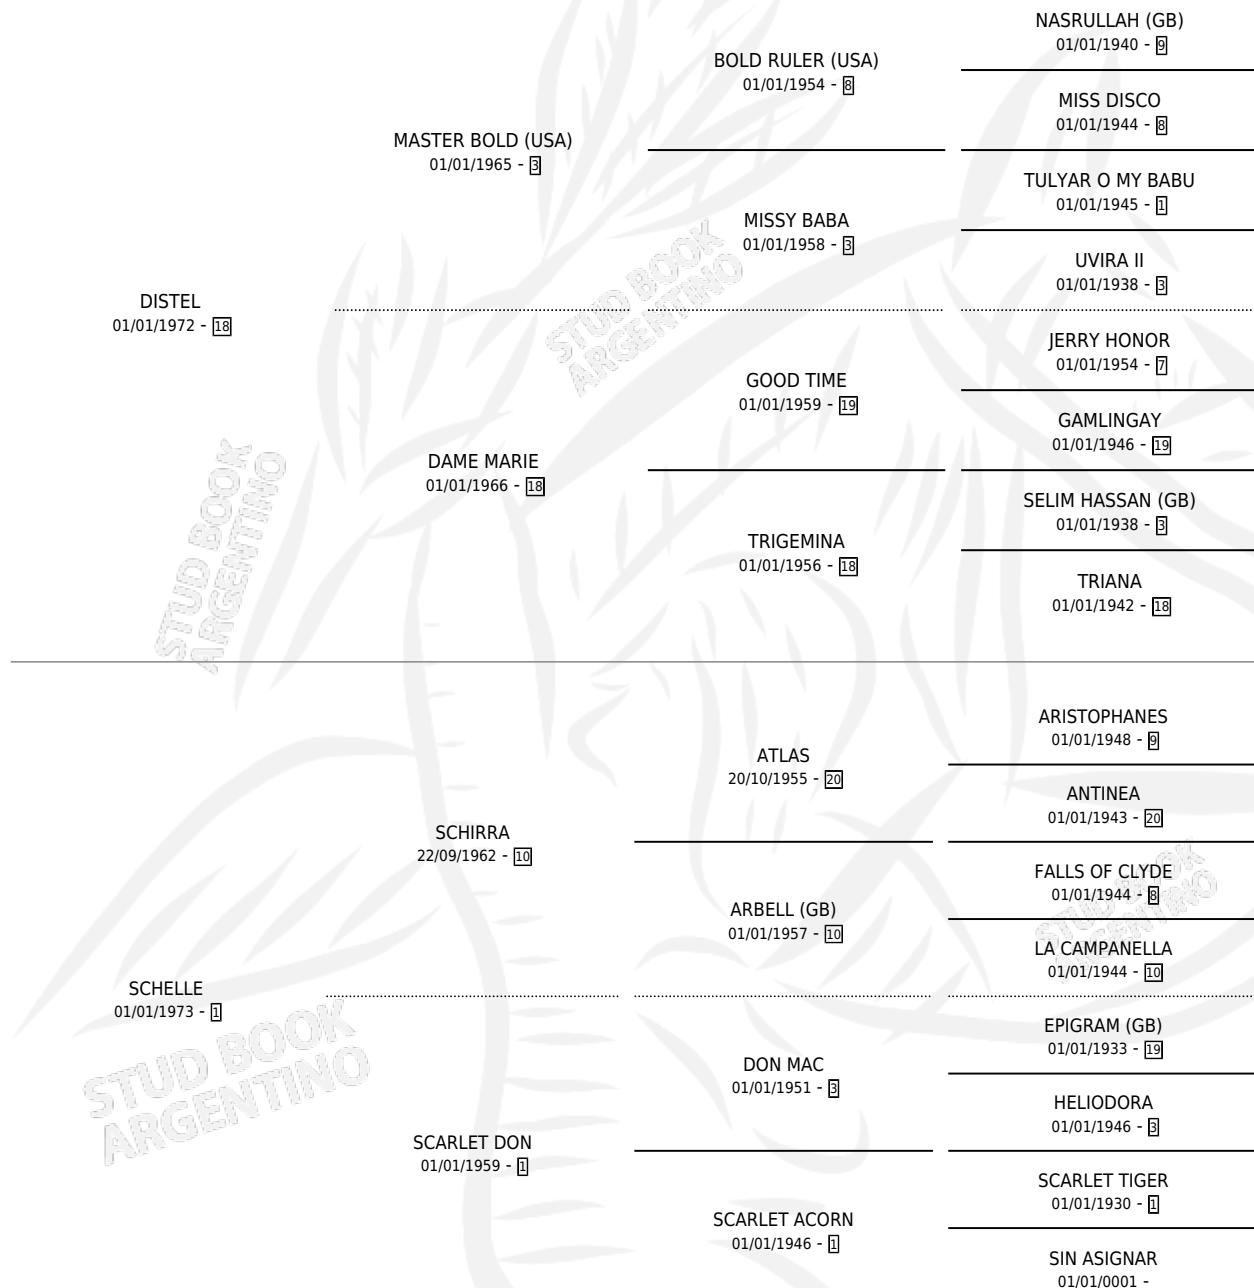 DISTEL
01/01/1972 - 18
MASTER BOLD (USA)
01/01/1965 - 3
DAME MARIE
01/01/1966 - 18
BOLD RULER (USA)
01/01/1954 - 8
MISSY BABA
01/01/1958 - 3
GOOD TIME
01/01/1959 - 19
TRIGEMINA
01/01/1956 - 18
NASRULLAH (GB)
01/01/1940 - 9
MISS DISCO
01/01/1944 - 8
TULYAR O MY BABU
01/01/1945 - 1
UVIRA II
01/01/1938 - 3
JERRY HONOR
01/01/1954 - 7
GAMLINGAY
01/01/1946 - 19
SELIM HASSAN (GB)
01/01/1938 - 3
TRIANA
01/01/1942 - 18
SCHELLE
01/01/1973 - 1
SCHIRRA
22/09/1962 - 10
SCARLET DON
01/01/1959 - 1
ATLAS
20/10/1955 - 20
ARBELL (GB)
01/01/1957 - 10
DON MAC
01/01/1951 - 3
SCARLET ACORN
01/01/1946 - 1
ARISTOPHANES
01/01/1948 - 9
ANTINEA
01/01/1943 - 20
FALLS OF CLYDE
01/01/1944 - 8
LA CAMPANELLA
01/01/1944 - 10
EPIGRAM (GB)
01/01/1933 - 19
HELIODORA
01/01/1946 - 3
SCARLET TIGER
01/01/1930 - 1
SIN ASIGNAR
01/01/0001 -
STUD BOOK
ARGENTINO
STUD BOOK
ARGENTINO
STUD BOOK
ARGENTINO
STUD BOOK
ARGENTINO